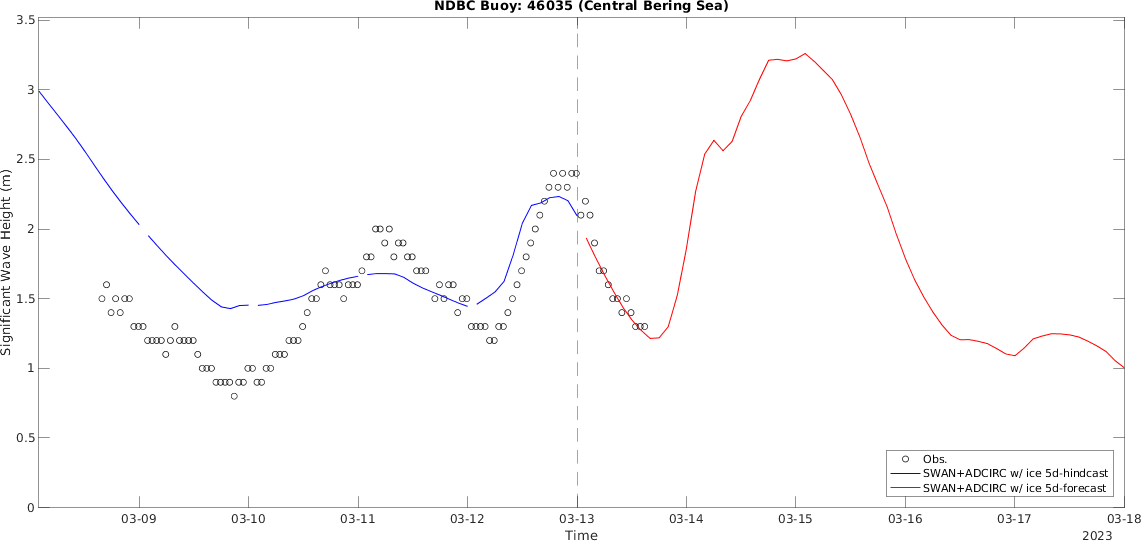 NDBC Buoy: 46035 (Central Bering Sea)
3.5
3
2.5
2
1.5
1
0.5
0
Significant Wave Height (m)
Obs.
SWAN+ADCIRC w/ ice 5d-hindcast
SWAN+ADCIRC w/ ice 5d-forecast
03-09 03-10 03-11 03-12 03-13 03-14 03-15 03-16 03-17 03-18
Time
2023